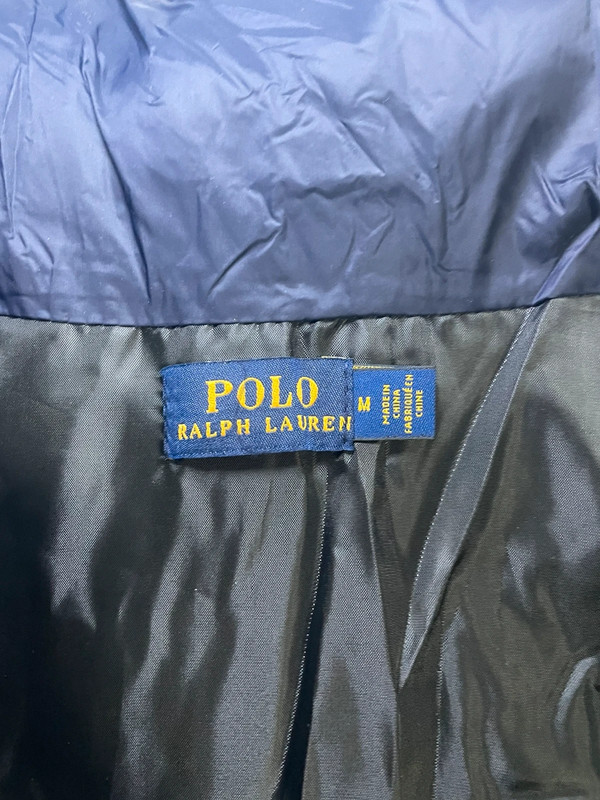 POLO
RALPH LAUREN
M
MADE IN
CHINA
FABRIQUÉ EN
CHINE